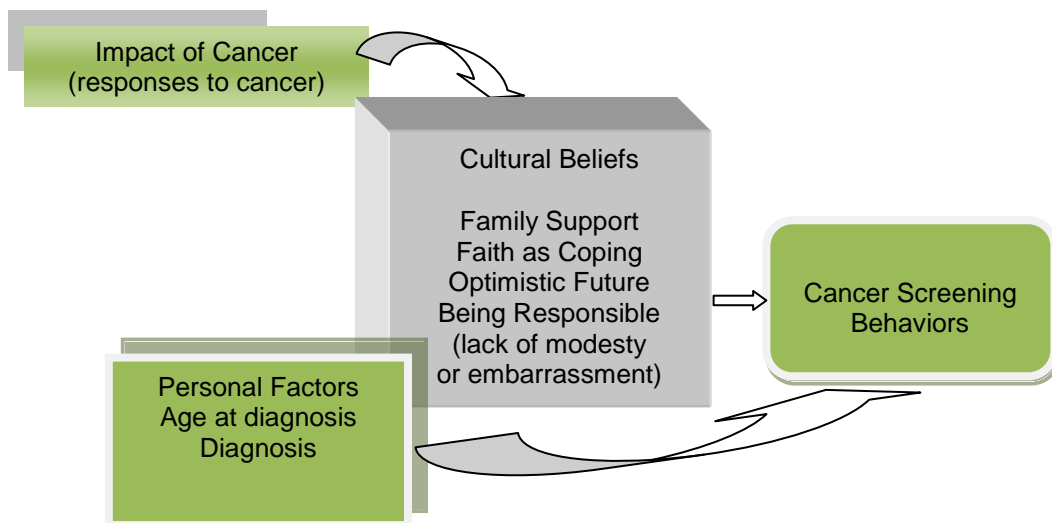 Impact of Cancer
(responses to cancer)
Cultural Beliefs
Family Support
Faith as Coping
Optimistic Future
Being Responsible
(lack of modesty
or embarrassment)
Cancer Screening
Behaviors
Personal Factors
Age at diagnosis
Diagnosis